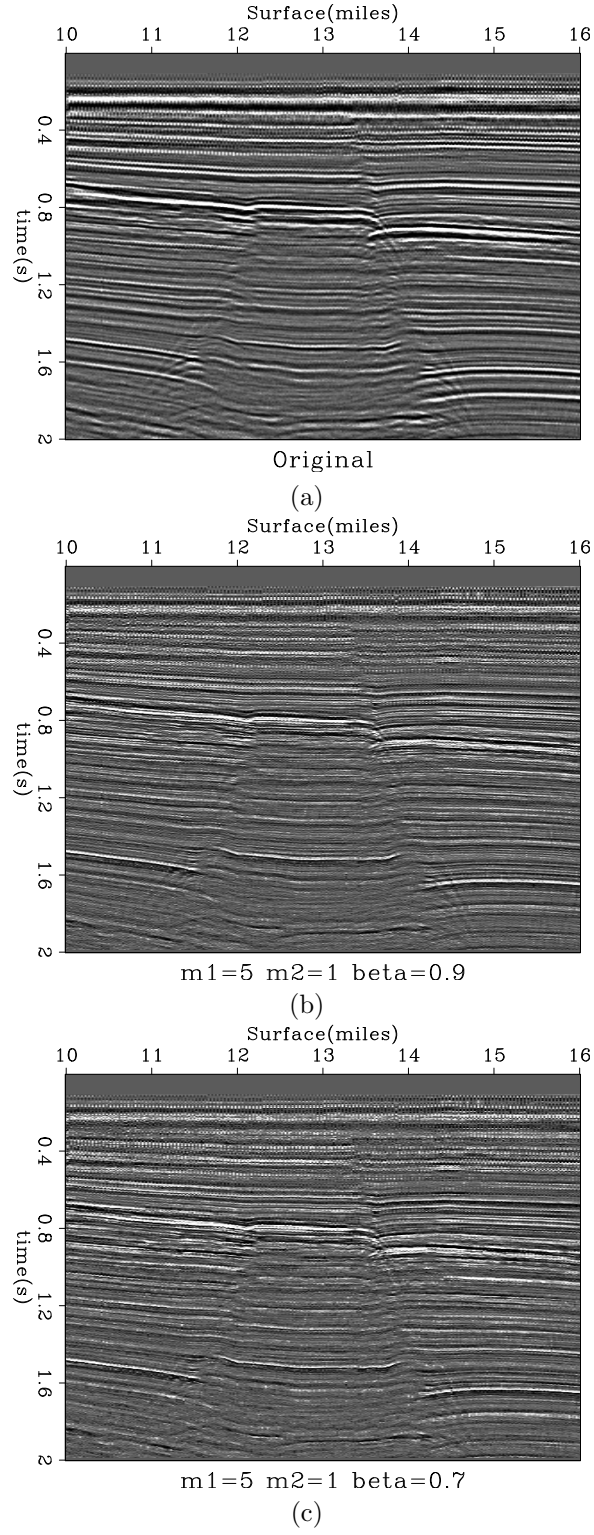 Surface(miles)
10 11 12 13 14 15 16
0.4
0.8
1.2
1.6
2
time(s)
Original
(a)
Surface(miles)
10 11 12 13 14 15 16
0.4
0.8
1.2
1.6
2
time(s)
m1=5 m2=1 beta=0.9
(b)
Surface(miles)
10 11 12 13 14 15 16
0.4
0.8
1.2
1.6
2
time(s)
m1=5 m2=1 beta=0.7
(c)